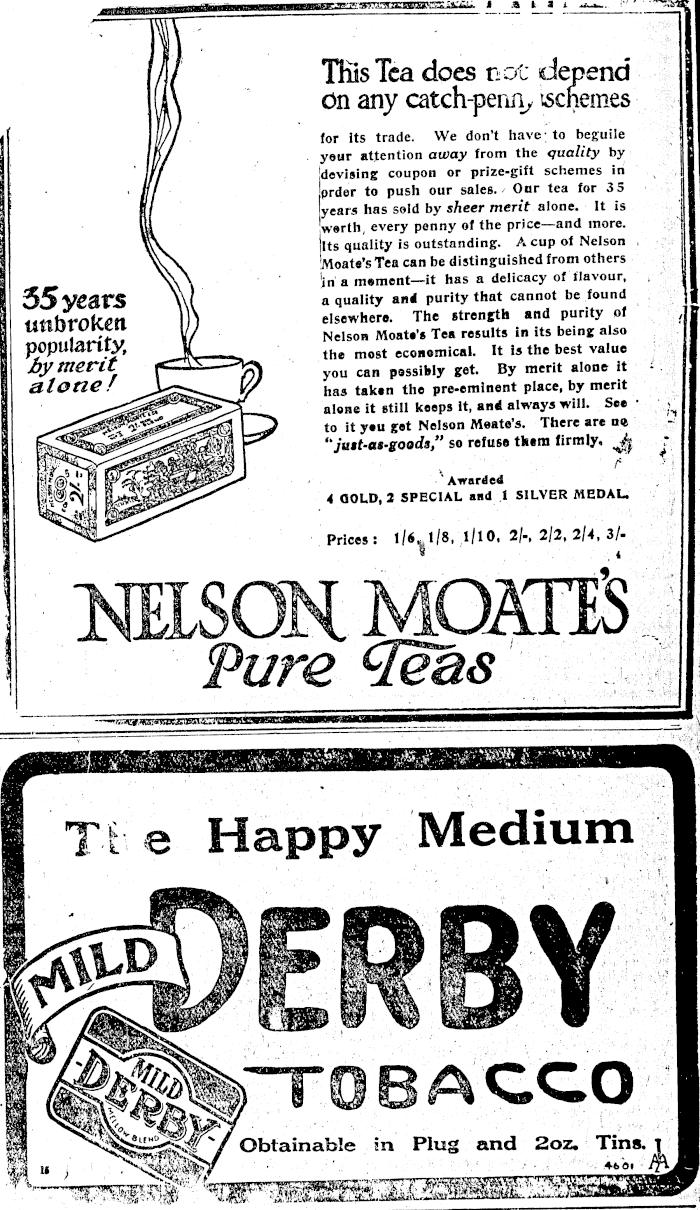 This Tea does not depend
on any catch-penny schemes
for its trade. We don't have to beguile
your attention away from the quality by
devising coupon or prize-gift schemes in
order to push our sales. Our tea for 35
years has sold by sheer merit alone. It is
worth every penny of the price—and more.
Its quality is outstanding. A cup of Nelson
Moate's Tea can be distinguished from others
in a moment—it has a delicacy of flavour,
a quality and purity that cannot be found
elsewhere. The strength and purity of
Nelson Moate's Tea results in its being also
the most economical. It is the best value
you can possibly get. By merit alone it
has taken the pre-eminent place, by merit
alone it still keeps it, and always will. See
to it you get Nelson Moate's. There are no
"just-as-goods," so refuse them firmly.
35 years
unbroken
popularity,
by merit
alone!
2/-
Awarded
4 GOLD, 2 SPECIAL and 1 SILVER MEDAL.
Prices: 1/6, 1/8, 1/10, 2/-, 2/2, 2/4, 3/-
NELSON MOATE'S
Pure Teas
The Happy Medium
MILD
DERBY
TOBACCO
MILD
DERBY
MELLOW BLEND
Obtainable in Plug and 2oz. Tins.
4601
16